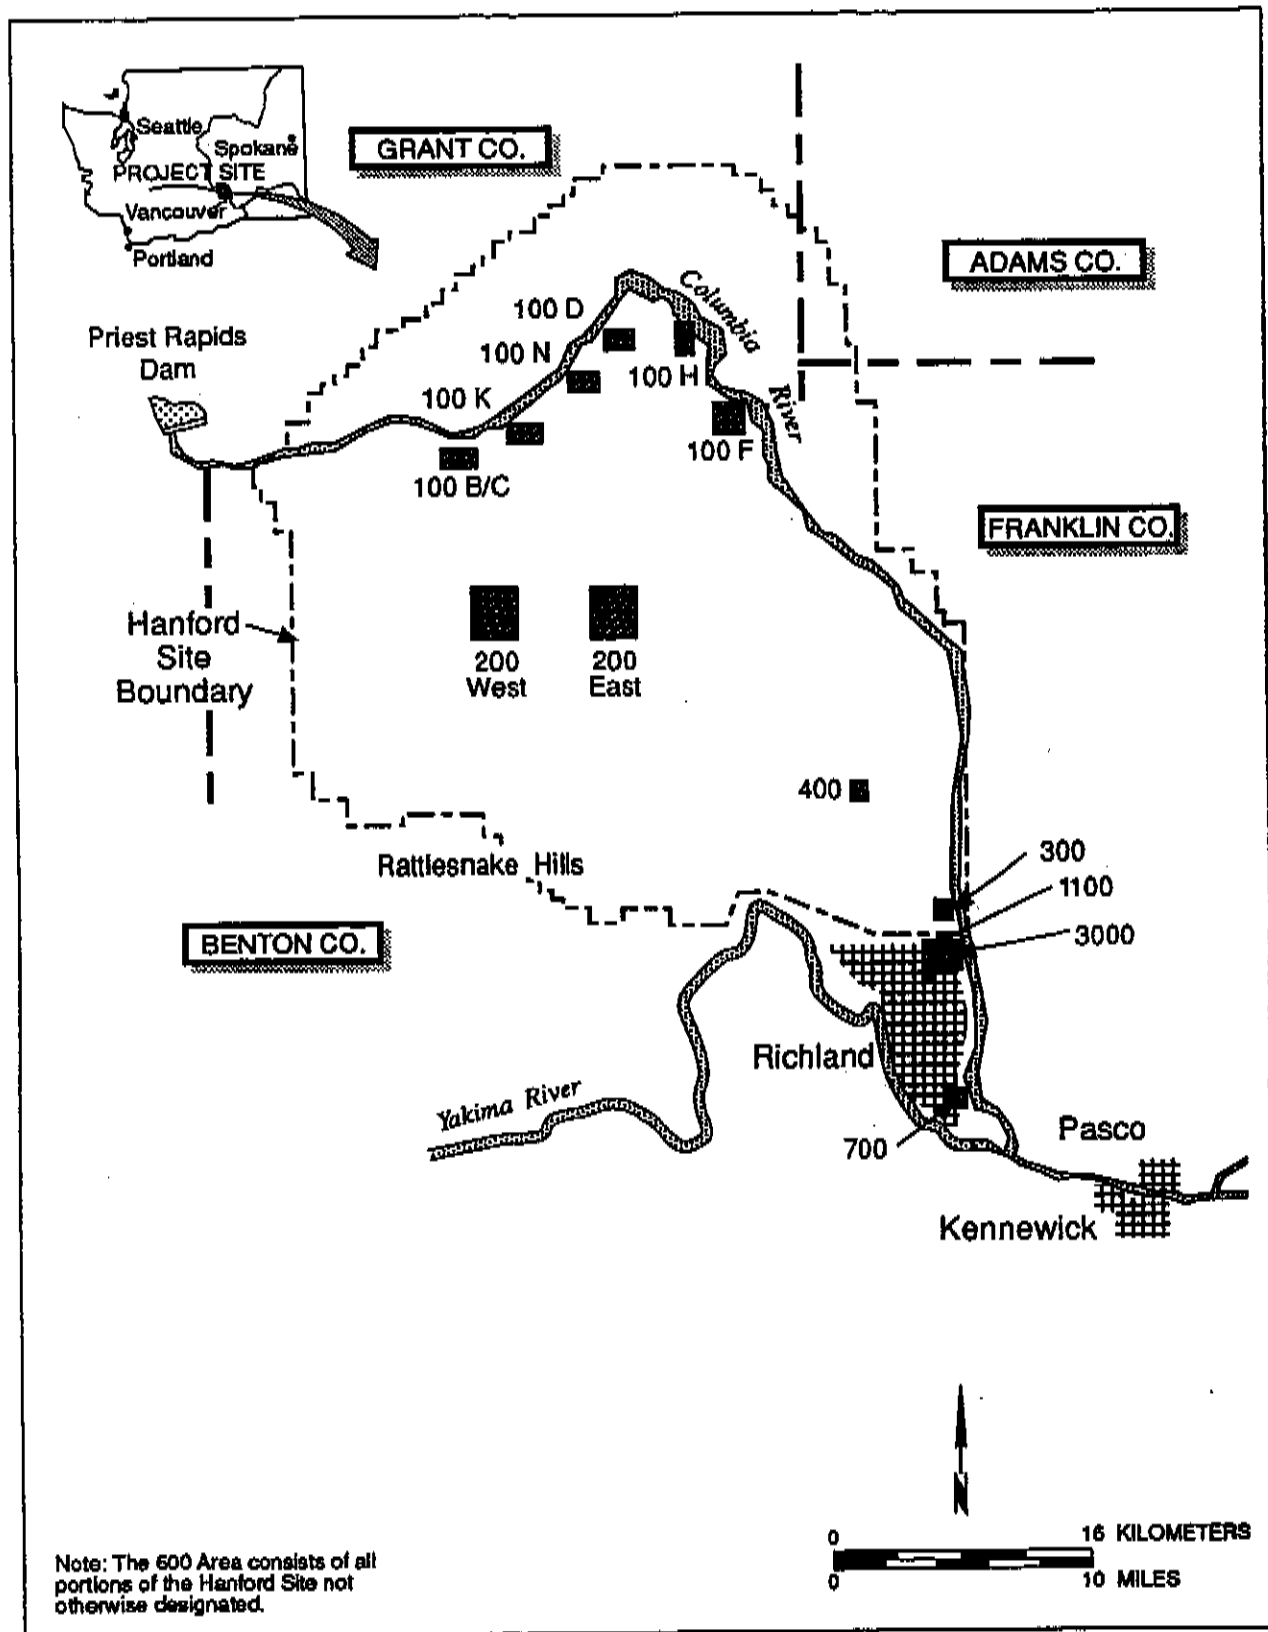 GRANT CO.
Seattle
Spokane
PROJECT SITE
Vancouver
Portland
ADAMS CO.
Columbia
River
100 D
Priest Rapids
Dam
100 N
100 H
100 K
100 F
100 B/C
FRANKLIN CO.
Hanford
Site
Boundary
200
West
200
East
400
Rattlesnake Hills
300
1100
3000
BENTON CO.
Richland
Yakima River
700
Pasco
Kennewick
N
0
16 KILOMETERS
0
10 MILES
Note: The 600 Area consists of all
portions of the Hanford Site not
otherwise designated.